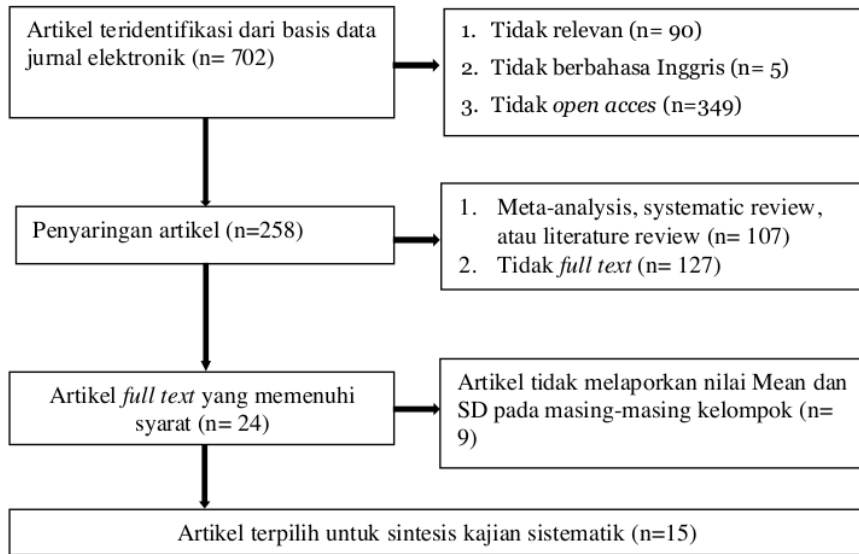 Artikel teridentifikasi dari basis data
jurnal elektronik (n= 702)
1. Tidak relevan (n= 90)
2. Tidak berbahasa Inggris (n= 5)
3. Tidak open acces (n=349)
Penyaringan artikel (n=258)
1. Meta-analysis, systematic review,
atau literature review (n= 107)
2. Tidak full text (n= 127)
Artikel full text yang memenuhi
syarat (n= 24)
Artikel tidak melaporkan nilai Mean dan
SD pada masing-masing kelompok (n=
9)
Artikel terpilih untuk sintesis kajian sistematik (n=15)